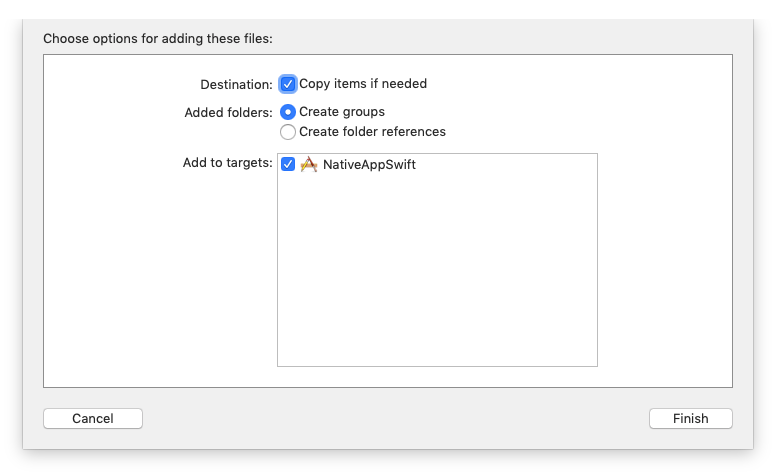 Choose options for adding these files:
Destination: Copy items if needed
Added folders: Create groups
Create folder references
Add to targets: NativeAppSwift
Cancel Finish